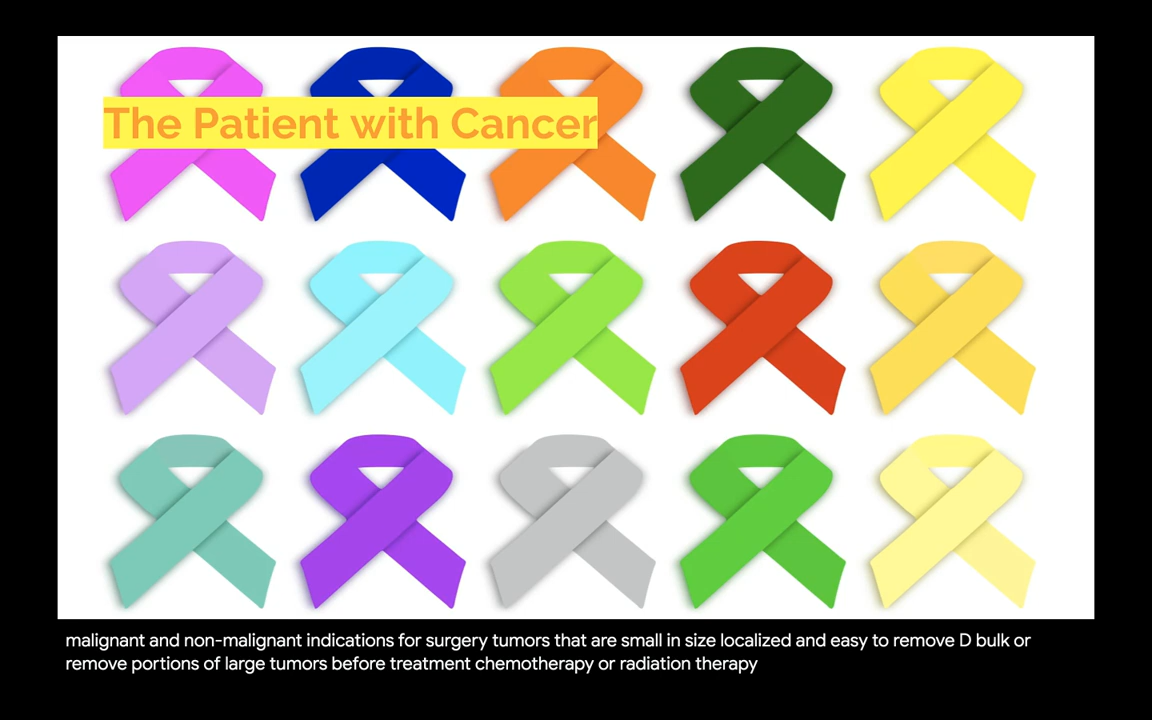 The Patient with Cancer
malignant and non-malignant indications for surgery tumors that are small in size localized and easy to remove D bulk or
remove portions of large tumors before treatment chemotherapy or radiation therapy